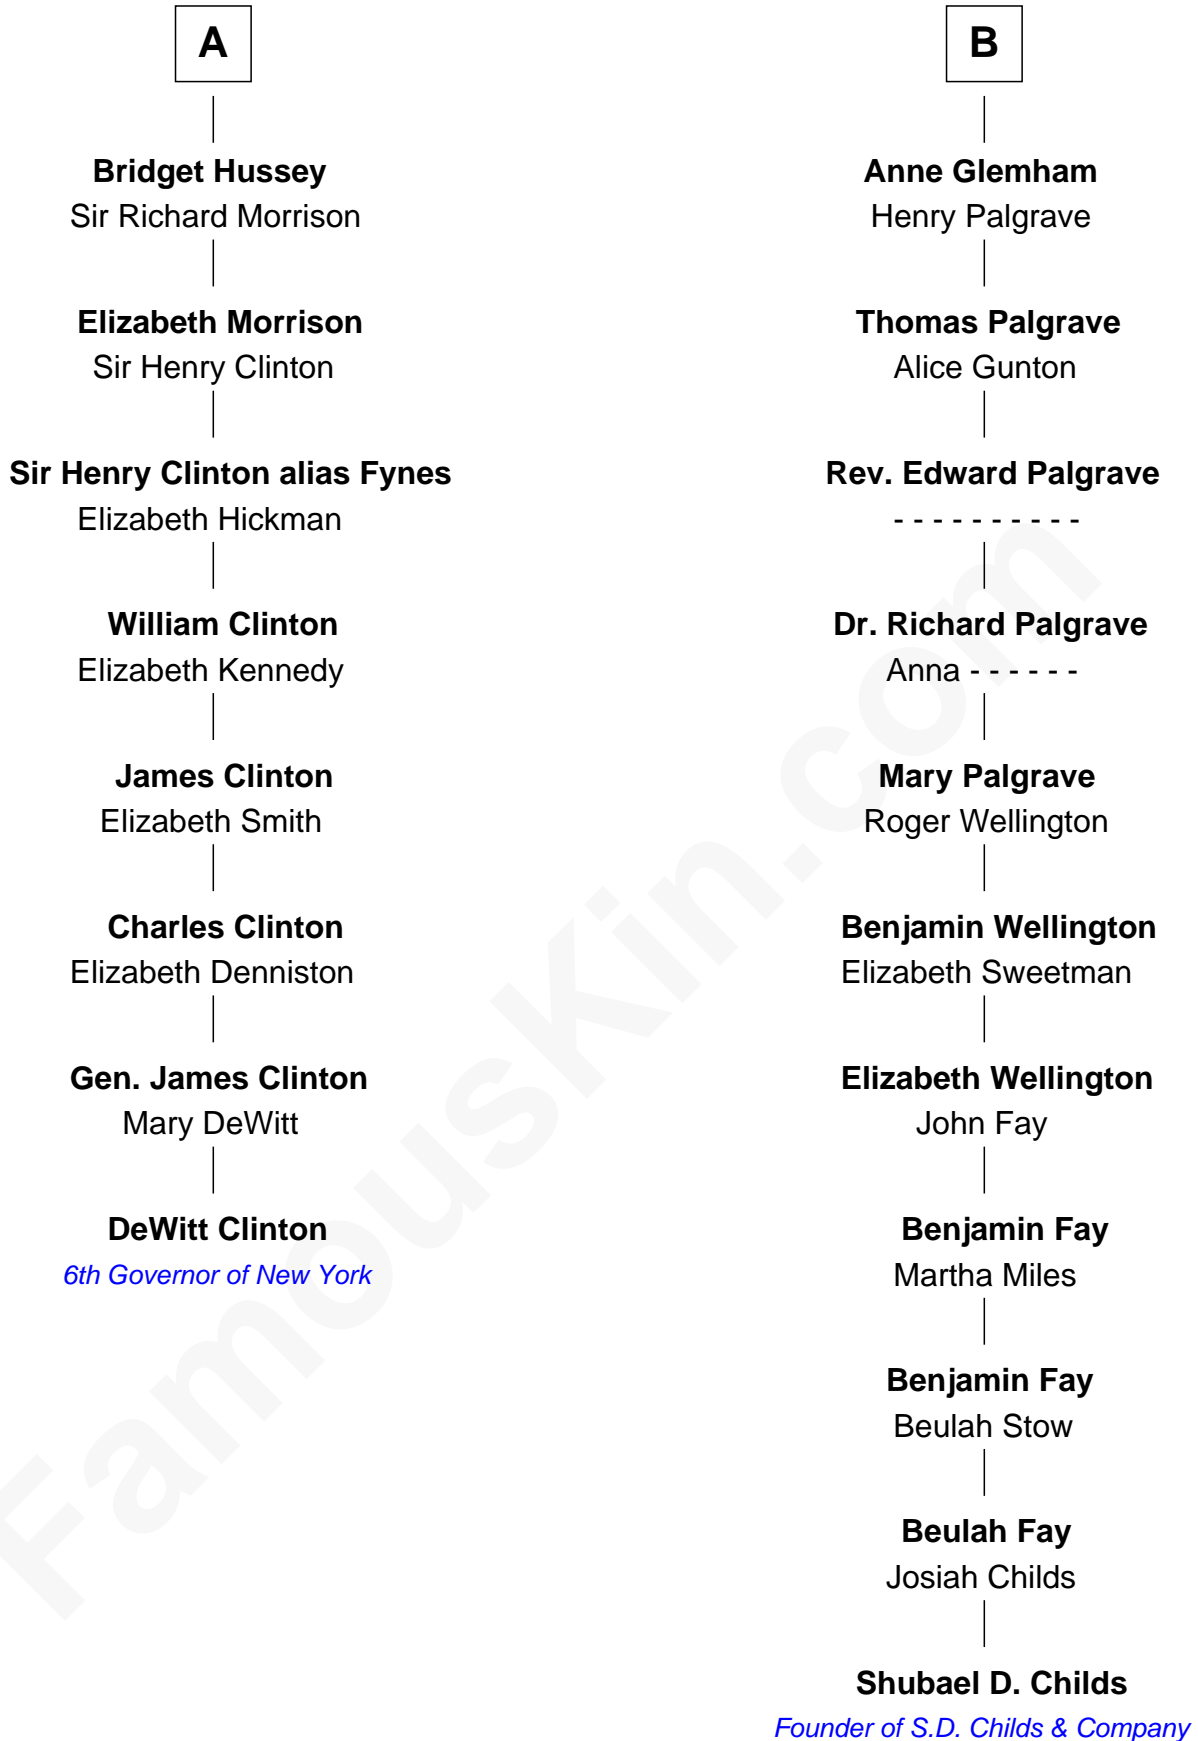 A
Bridget Hussey
Sir Richard Morrison
Elizabeth Morrison
Sir Henry Clinton
Sir Henry Clinton alias Fynes
Elizabeth Hickman
William Clinton
Elizabeth Kennedy
James Clinton
Elizabeth Smith
Charles Clinton
Elizabeth Denniston
Gen. James Clinton
Mary DeWitt
DeWitt Clinton
6th Governor of New York
B
Anne Glemham
Henry Palgrave
Thomas Palgrave
Alice Gunton
Rev. Edward Palgrave
- - - - - - - - - -
Dr. Richard Palgrave
Anna - - - - - -
Mary Palgrave
Roger Wellington
Benjamin Wellington
Elizabeth Sweetman
Elizabeth Wellington
John Fay
Benjamin Fay
Martha Miles
Benjamin Fay
Beulah Stow
Beulah Fay
Josiah Childs
Shubael D. Childs
Founder of S.D. Childs & Company
FamousKin.com